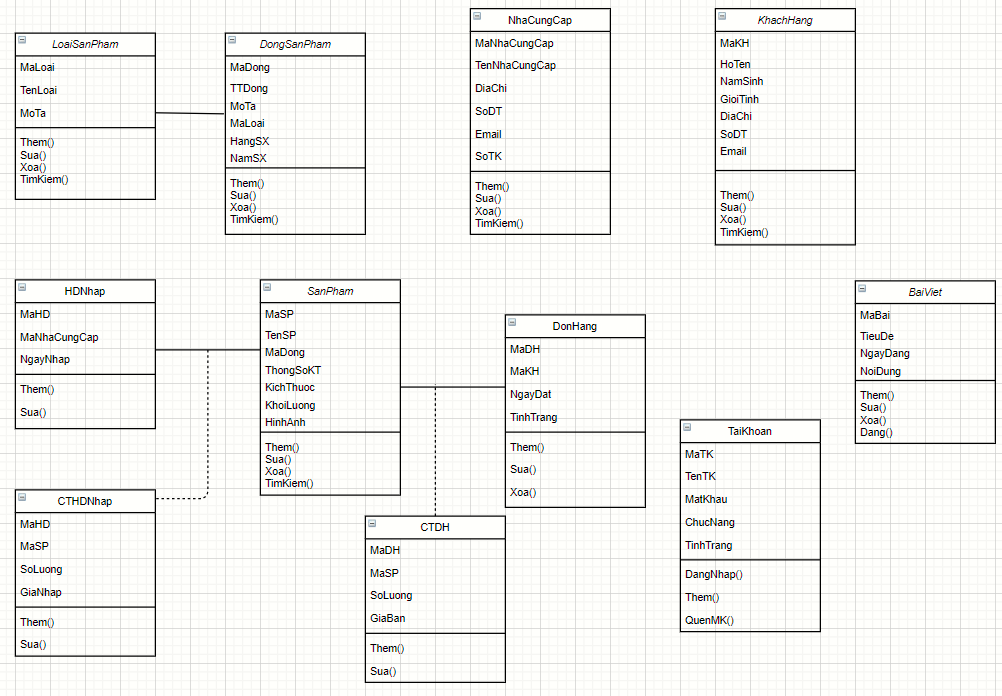 LoaiSanPham
MaLoai
TenLoai
MoTa
Them()
Sua()
Xoa()
TimKiem()
DongSanPham
MaDong
TTDong
MoTa
MaLoai
HangSX
NamSX
Them()
Sua()
Xoa()
TimKiem()
NhaCungCap
MaNhaCungCap
TenNhaCungCap
DiaChi
SoDT
Email
SoTK
Them()
Sua()
Xoa()
TimKiem()
KhachHang
MaKH
HoTen
NamSinh
GioiTinh
DiaChi
SoDT
Email
Them()
Sua()
Xoa()
TimKiem()
HDNhap
MaHD
MaNhaCungCap
NgayNhap
Them()
Sua()
SanPham
MaSP
TenSP
MaDong
ThongSoKT
KichThuoc
KhoiLuong
HinhAnh
Them()
Sua()
Xoa()
TimKiem()
DonHang
MaDH
MaKH
NgayDat
TinhTrang
Them()
Sua()
Xoa()
BaiViet
MaBai
TieuDe
NgayDang
NoiDung
Them()
Sua()
Xoa()
Dang()
TaiKhoan
MaTK
TenTK
MatKhau
ChucNang
TinhTrang
DangNhap()
Them()
QuenMK()
CTHDNhap
MaHD
MaSP
SoLuong
GiaNhap
Them()
Sua()
CTDH
MaDH
MaSP
SoLuong
GiaBan
Them()
Sua()